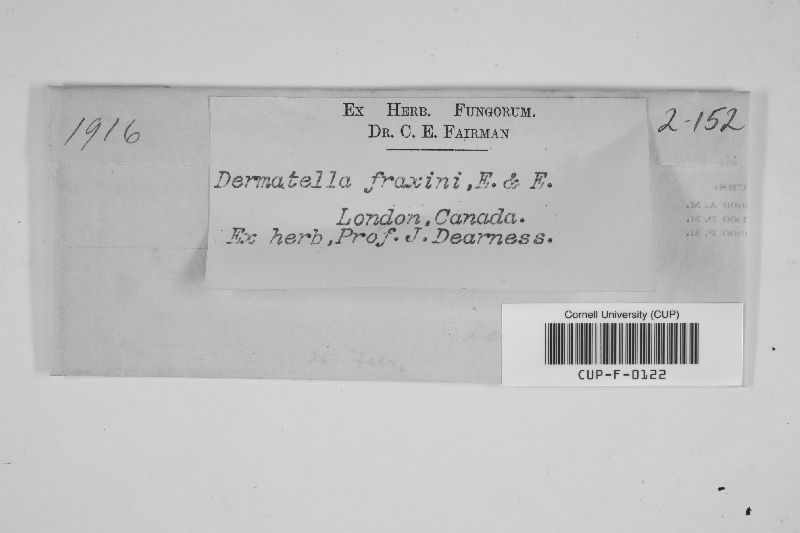 1916
EX HERB. FUNGORUM.
DR. C. E. FAIRMAN
2-152
Dermatella fraxini, E. & E.
London, Canada.
Ex herb, Prof. J. Dearness.
Cornell University (CUP)
CUP-F-0122